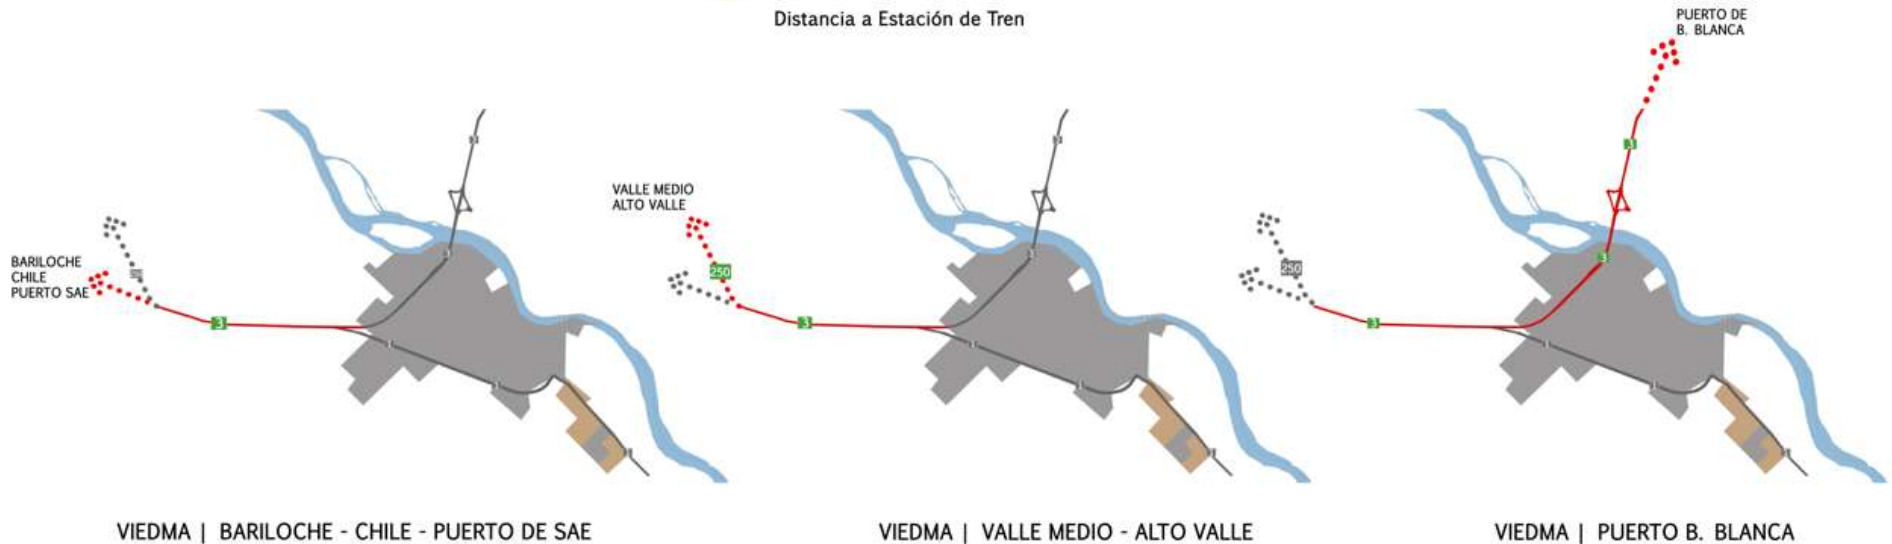 Distancia a Estación de Tren
PUERTO DE
B. BLANCA
3
VALLE MEDIO
ALTO VALLE
BARILOCHE
CHILE
PUERTO SAE
250
250
3
3
3
3
VIEDMA | BARILOCHE - CHILE - PUERTO DE SAE
VIEDMA | VALLE MEDIO - ALTO VALLE
VIEDMA | PUERTO B. BLANCA